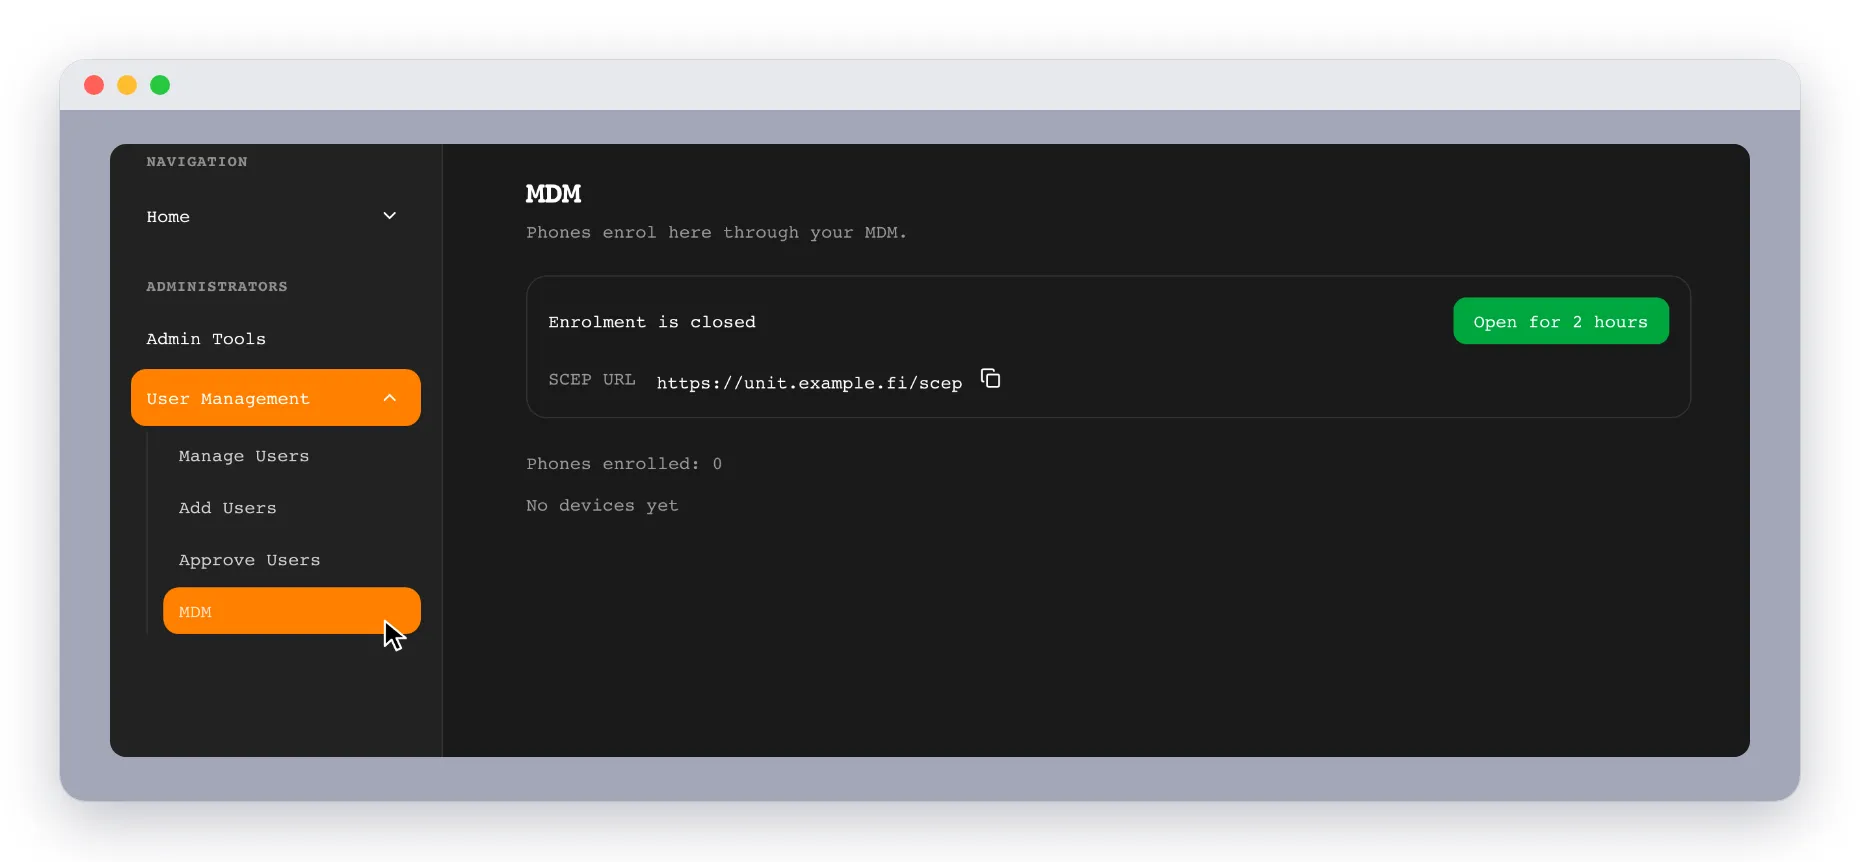 NAVIGATION
Home
ADMINISTRATORS
Admin Tools
User Management
Manage Users
Add Users
Approve Users
MDM
MDM
Phones enrol here through your MDM.
Enrolment is closed
Open for 2 hours
SCEP URL https://unit.example.fi/scep
Phones enrolled: 0
No devices yet